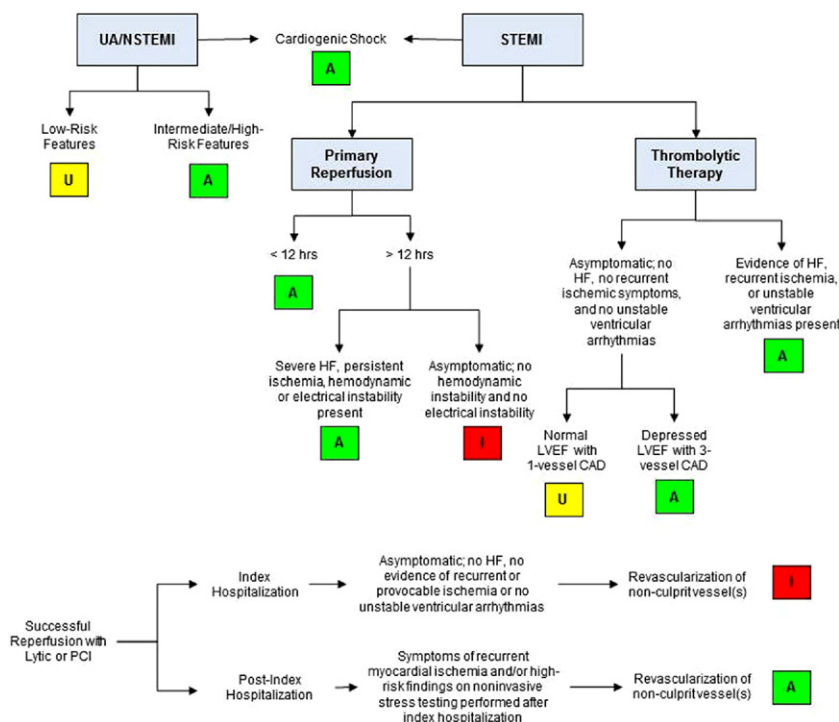 UA/NSTEMI
Cardiogenic Shock
A
STEMI
Low-Risk
Features
U
Intermediate/High-
Risk Features
A
Primary
Reperfusion
Thrombolytic
Therapy
< 12 hrs
A
> 12 hrs
Severe HF, persistent
ischemia, hemodynamic
or electrical instability
present
A
Asymptomatic; no
hemodynamic
instability and no
electrical instability
I
Asymptomatic; no
HF, no recurrent
ischemic symptoms,
and no unstable
ventricular
arrhythmias
Evidence of HF,
recurrent ischemia,
or unstable
ventricular
arrhythmias present
A
Normal
LVEF with
1-vessel CAD
U
Depressed
LVEF with 3-
vessel CAD
A
Successful
Reperfusion with
Lytic or PCI
Index
Hospitalization
Asymptomatic; no HF, no
evidence of recurrent or
provocable ischemia or no
unstable ventricular arrhythmias
Revascularization of
non-culprit vessel(s)
I
Post-Index
Hospitalization
Symptoms of recurrent
myocardial ischemia and/or high-
risk findings on noninvasive
stress testing performed after
index hospitalization
Revascularization of
non-culprit vessel(s)
A